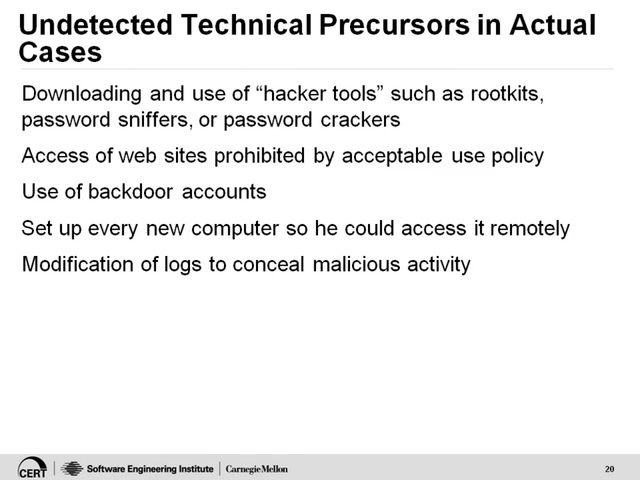 Undetected Technical Precursors in Actual
Cases
Downloading and use of “hacker tools” such as rootkits,
password sniffers, or password crackers
Access of web sites prohibited by acceptable use policy
Use of backdoor accounts
Set up every new computer so he could access it remotely
Modification of logs to conceal malicious activity
CERT
Software Engineering Institute
CarnegieMellon
20